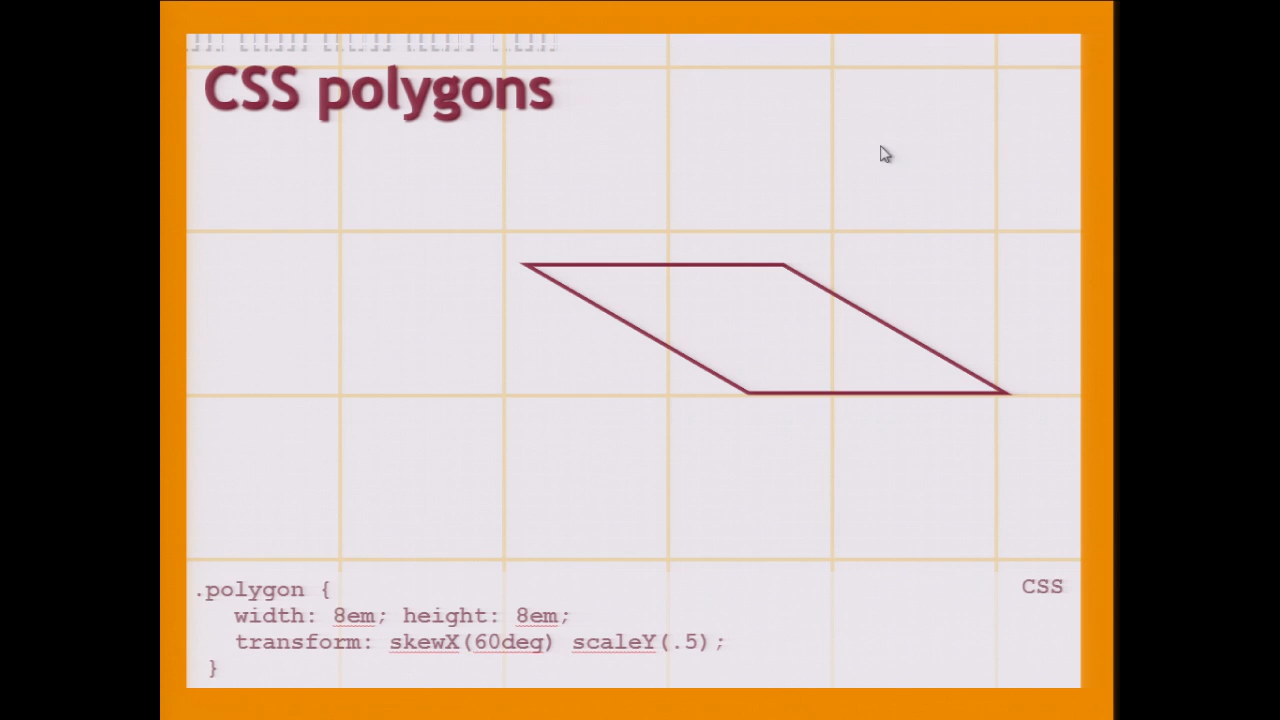 CSS polygons
.polygon {
CSS
width: 8em; height: 8em;
transform: skewX(60deg) scaleY(.5);
}